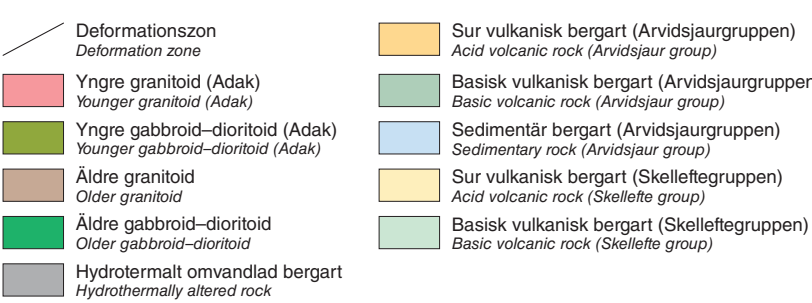 Deformationszon
Deformation zone
Yngre granitoid (Adak)
Younger granitoid (Adak)
Yngre gabbroid–dioritoid (Adak)
Younger gabbroid–dioritoid (Adak)
Äldre granitoid
Older granitoid
Äldre gabbroid–dioritoid
Older gabbroid–dioritoid
Hydrotermalt omvandlad bergart
Hydrothermally altered rock
Sur vulkanisk bergart (Arvidsjaurgruppen)
Acid volcanic rock (Arvidsjaur group)
Basisk vulkanisk bergart (Arvidsjaurgruppen
Basic volcanic rock (Arvidsjaur group)
Sedimentär bergart (Arvidsjaurgruppen)
Sedimentary rock (Arvidsjaur group)
Sur vulkanisk bergart (Skelleftegruppen)
Acid volcanic rock (Skellefte group)
Basisk vulkanisk bergart (Skelleftegruppen)
Basic volcanic rock (Skellefte group)